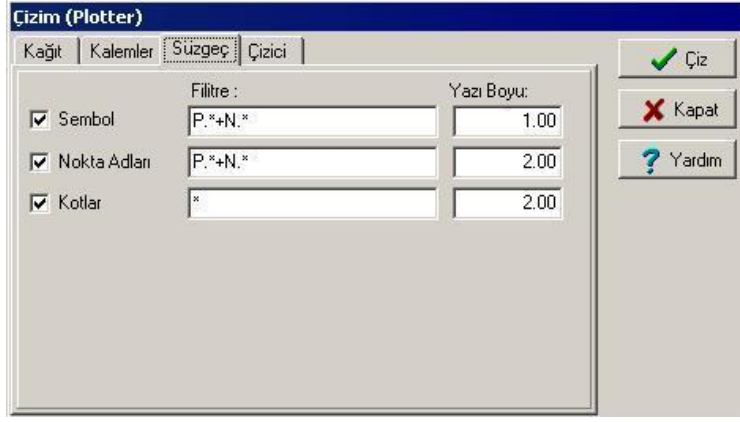 Çizim (Plotter)
Kağıt Kalemler Süzgeç Çizici
Çiz
Filitre : Yazı Boyu:
Kapat
Sembol P.*+N.* 1.00
Nokta Adları P.*+N.* 2.00
Yardım
Kotlar * 2.00